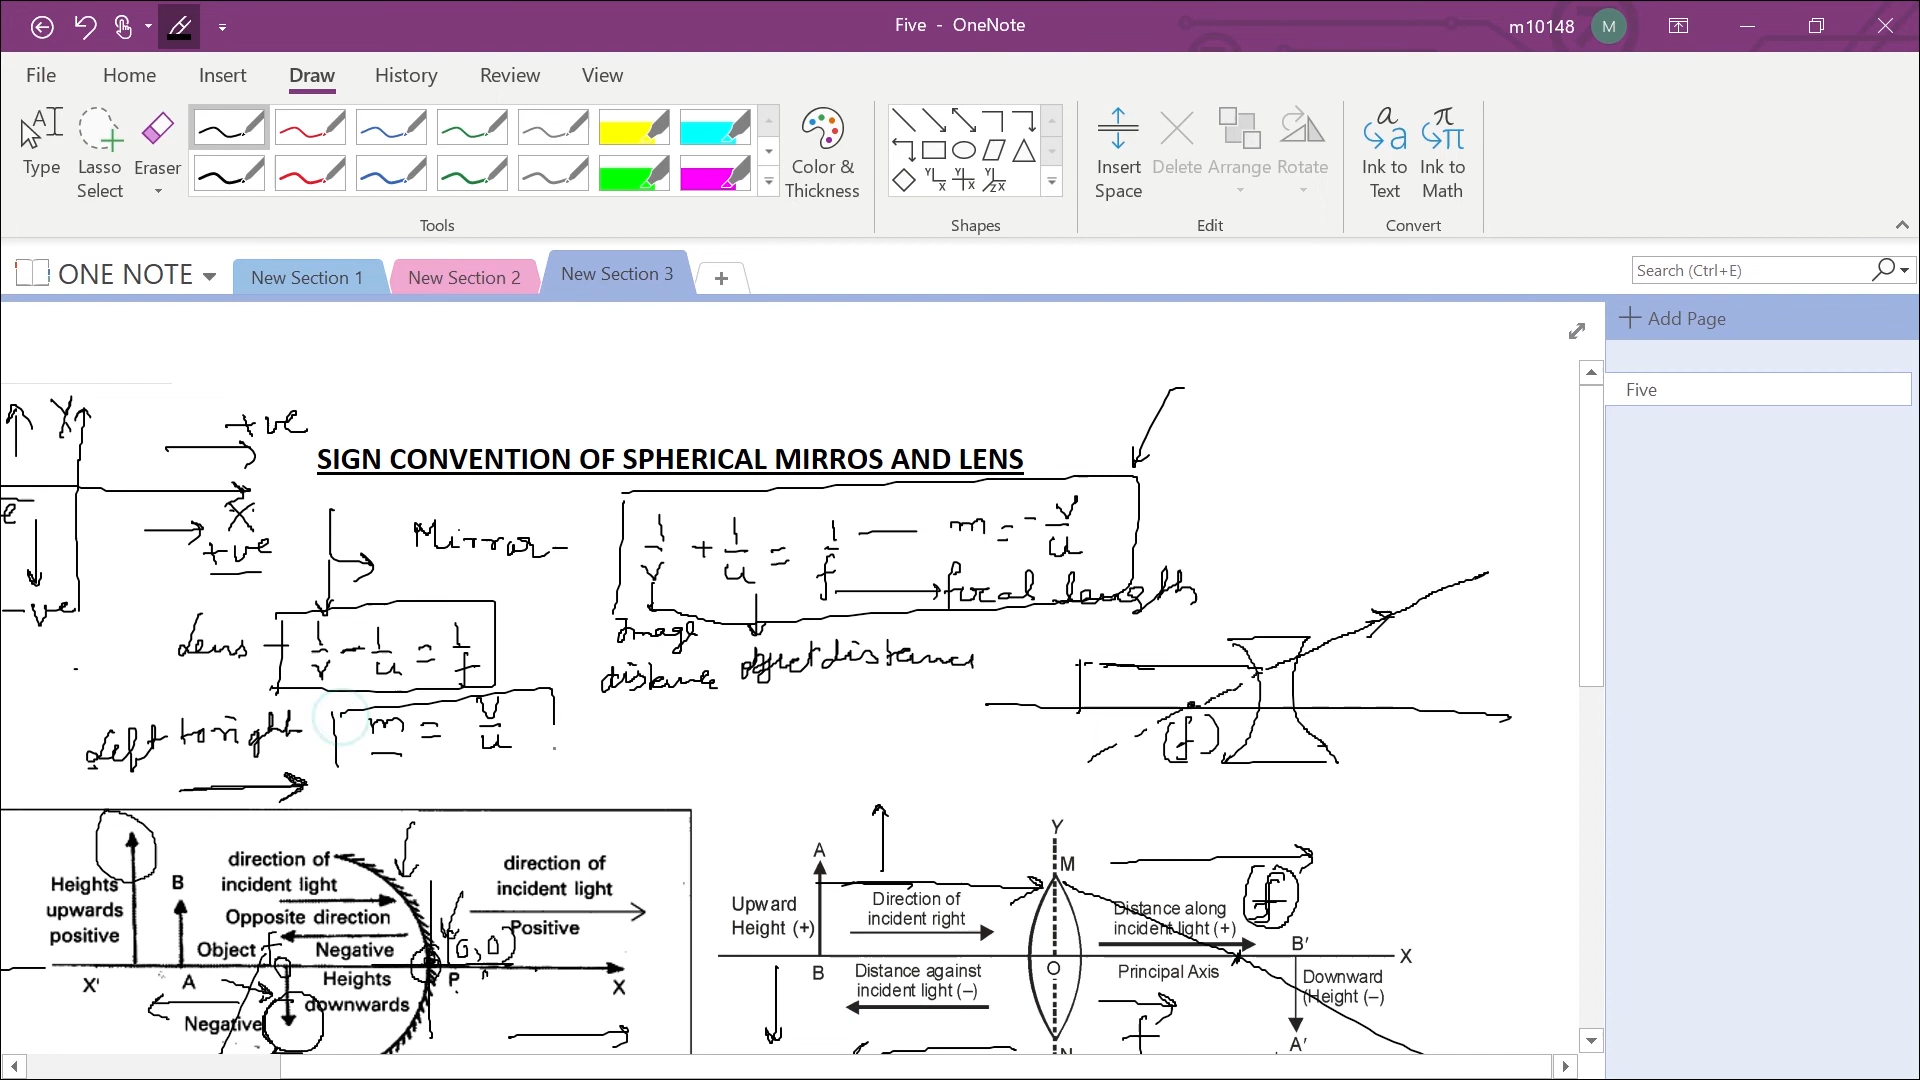 Five - OneNote
m10148
M
File Home Insert Draw History Review View
Type
Lasso Select
Eraser
Color & Thickness
Insert Space
Delete
Arrange
Rotate
Ink to Text
Ink to Math
Tools
Shapes
Edit
Convert
ONE NOTE
New Section 1
New Section 2
New Section 3
Search (Ctrl+E)
Add Page
Five
Y
+ve
SIGN CONVENTION OF SPHERICAL MIRROS AND LENS
X
+ve
-ve
Mirror-
1/v + 1/u = 1/f — m = -v/u
focal length
Image distance
object distance
Lens - 1/v - 1/u = 1/f
m = v/u
Left to right
(f)
Heights upwards positive
B
direction of incident light
Opposite direction
Negative
Object
F
X'
A
Negative
Heights downwards
P
(0,0)
direction of incident light
Positive
X
Y
A
M
Upward Height (+)
Direction of incident right
Distance along incident light (+)
f
B'
X
B
Distance against incident light (–)
O
Principal Axis
Downward (Height (–)
+
A'
N